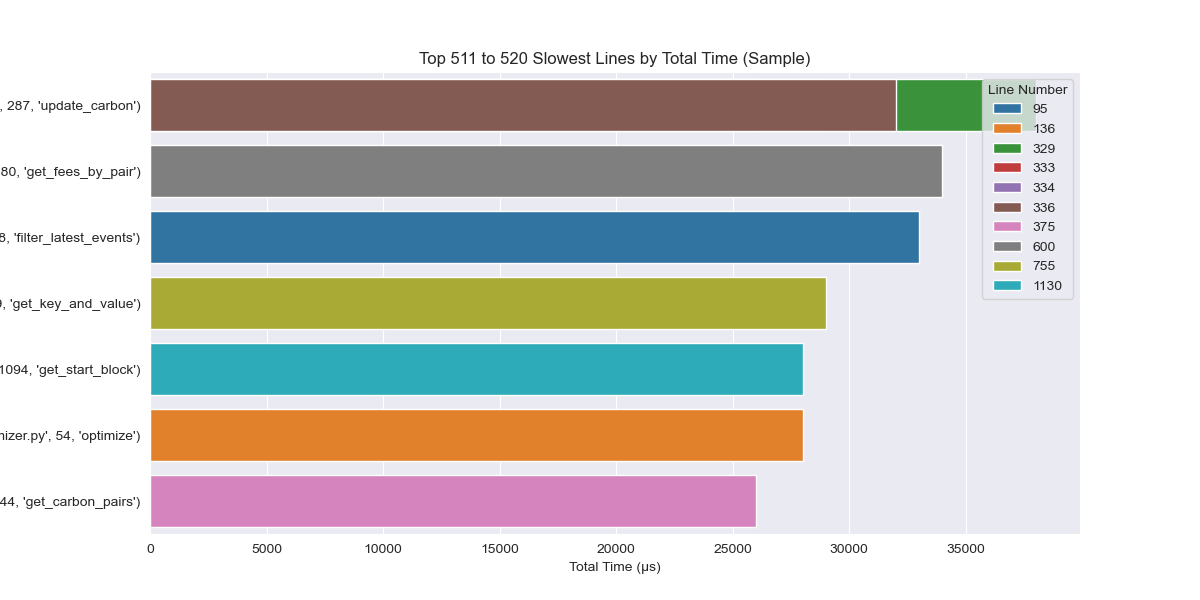 Top 511 to 520 Slowest Lines by Total Time (Sample)
, 287, 'update_carbon')
80, 'get_fees_by_pair')
8, 'filter_latest_events')
9, 'get_key_and_value')
1094, 'get_start_block')
nizer.py', 54, 'optimize')
44, 'get_carbon_pairs')
Line Number
95
136
329
333
334
336
375
600
755
1130
0 5000 10000 15000 20000 25000 30000 35000
Total Time (µs)